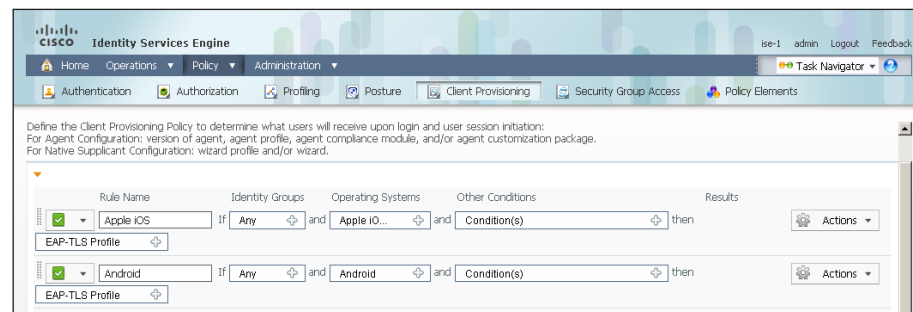 CISCO Identity Services Engine
ise-1 admin Logout Feedback
Home Operations ▼ Policy ▼ Administration ▼
Task Navigator ▼
Authentication Authorization Profiling Posture Client Provisioning Security Group Access Policy Elements
Define the Client Provisioning Policy to determine what users will receive upon login and user session initiation:
For Agent Configuration: version of agent, agent profile, agent compliance module, and/or agent customization package.
For Native Supplicant Configuration: wizard profile and/or wizard.
Rule Name Identity Groups Operating Systems Other Conditions Results
Apple iOS If Any and Apple iO... and Condition(s) then Actions
EAP-TLS Profile
Android If Any and Android and Condition(s) then Actions
EAP-TLS Profile